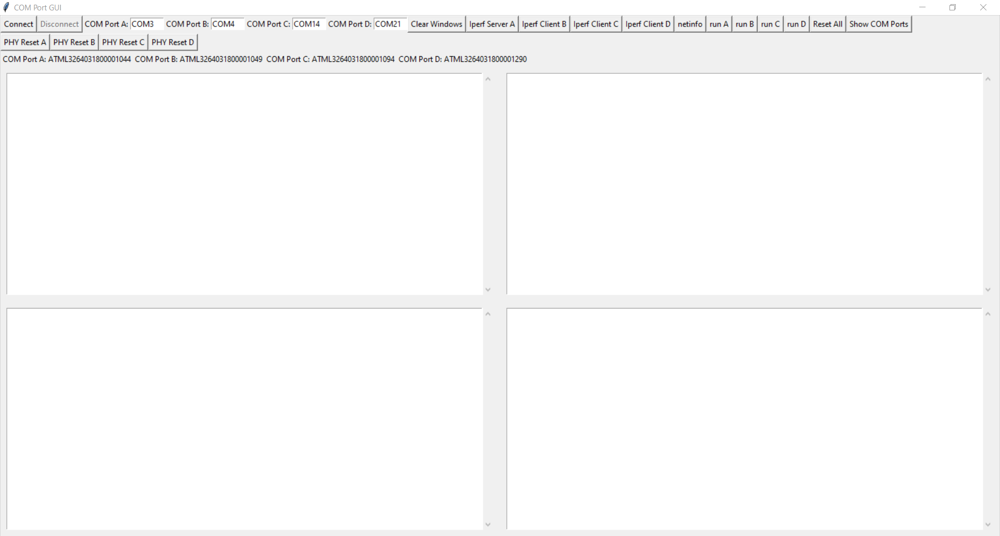 COM Port GUI
Connect Disconnect COM Port A: COM3 COM Port B: COM4 COM Port C: COM14 COM Port D: COM21 Clear Windows Iperf Server A Iperf Client B Iperf Client C Iperf Client D netinfo run A run B run C run D Reset All Show COM Ports
PHY Reset A PHY Reset B PHY Reset C PHY Reset D
COM Port A: ATML3264031800001044 COM Port B: ATML3264031800001049 COM Port C: ATML3264031800001094 COM Port D: ATML3264031800001290